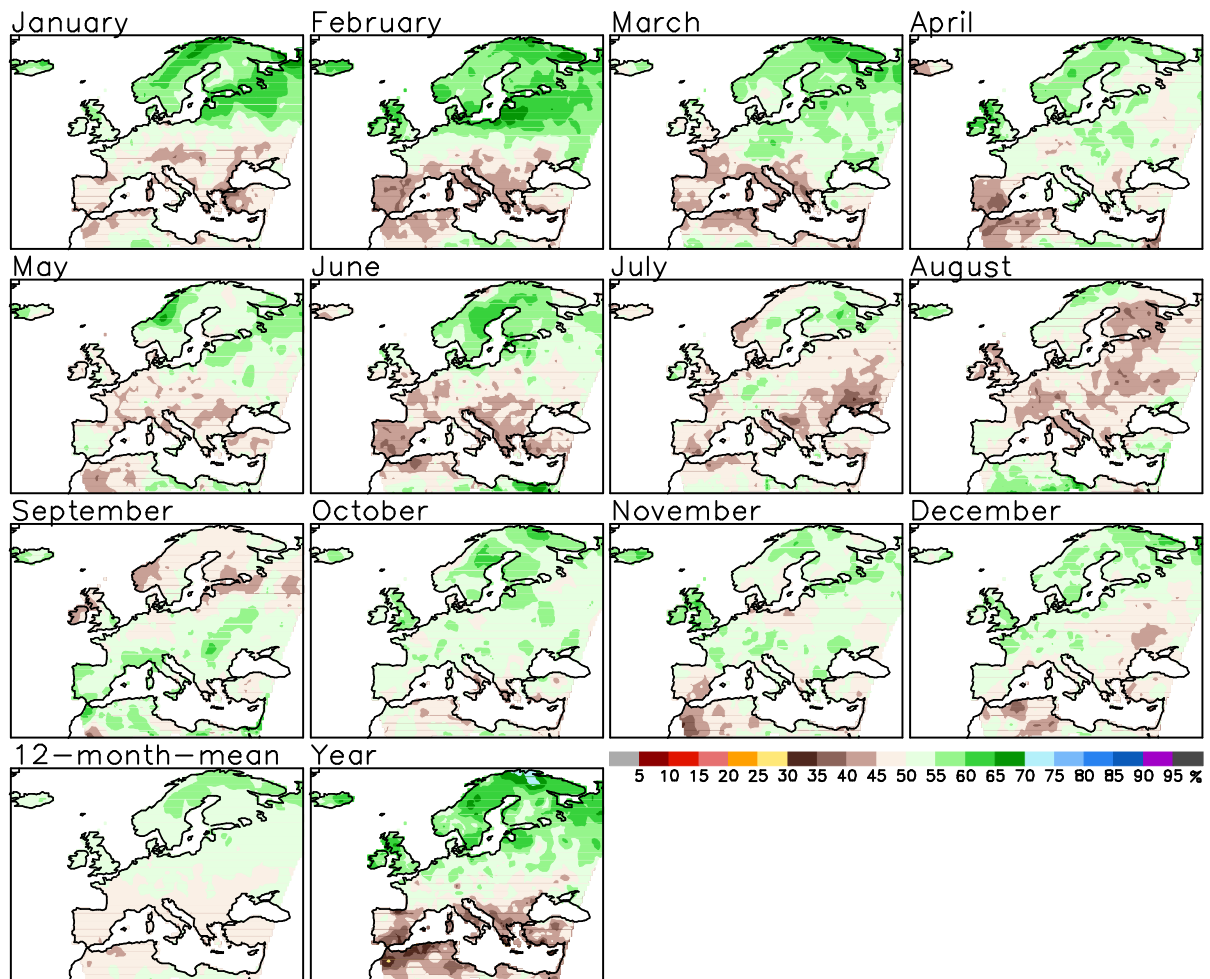 January February March April
May June July August
September October November December
12-month-mean Year
5 10 15 20 25 30 35 40 45 50 55 60 65 70 75 80 85 90 95 %